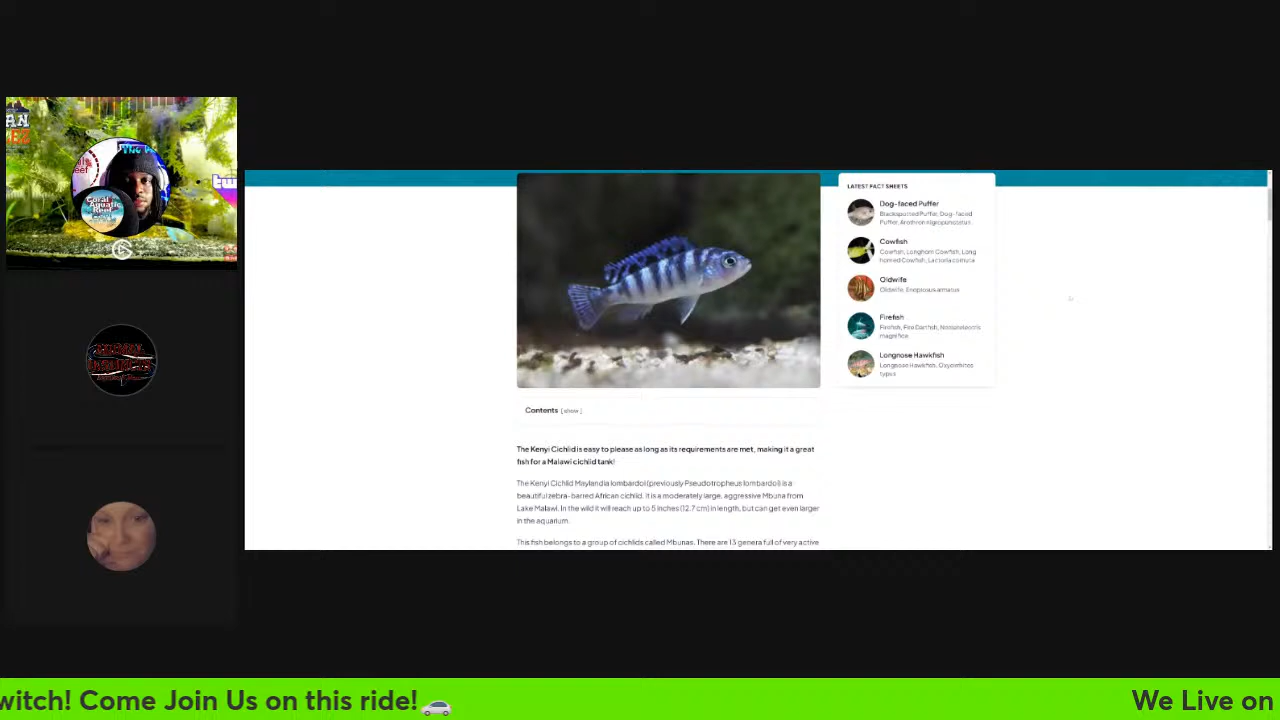 AN
The
Coral
Aquatic
Reef
LATEST FACT SHEETS
Dog-faced Puffer
Blackspotted Puffer, Dog-faced
Puffer, Arothron nigropunctatus
Cowfish
Cowfish, Longhorn Cowfish, Long
horned Cowfish, Lactoria cornuta
Oldwife
Oldwife, Enoplosus armatus
Firefish
Firefish, Fire Dartfish, Nemateleotris
magnifica
Longnose Hawkfish
Longnose Hawkfish, Oxycirrhites
typus
Contents [ show ]
The Kenyi Cichlid is easy to please as long as its requirements are met, making it a great
fish for a Malawi cichlid tank!
The Kenyi Cichlid Maylandia lombardoi (previously Pseudotropheus lombardoi) is a
beautiful zebra-barred African cichlid. It is a moderately large, aggressive Mbuna from
Lake Malawi. In the wild it will reach up to 5 inches (12.7 cm) in length, but can get even larger
in the aquarium.
This fish belongs to a group of cichlids called Mbunas. There are 13 genera full of very active
witch! Come Join Us on this ride!🚗
We Live on